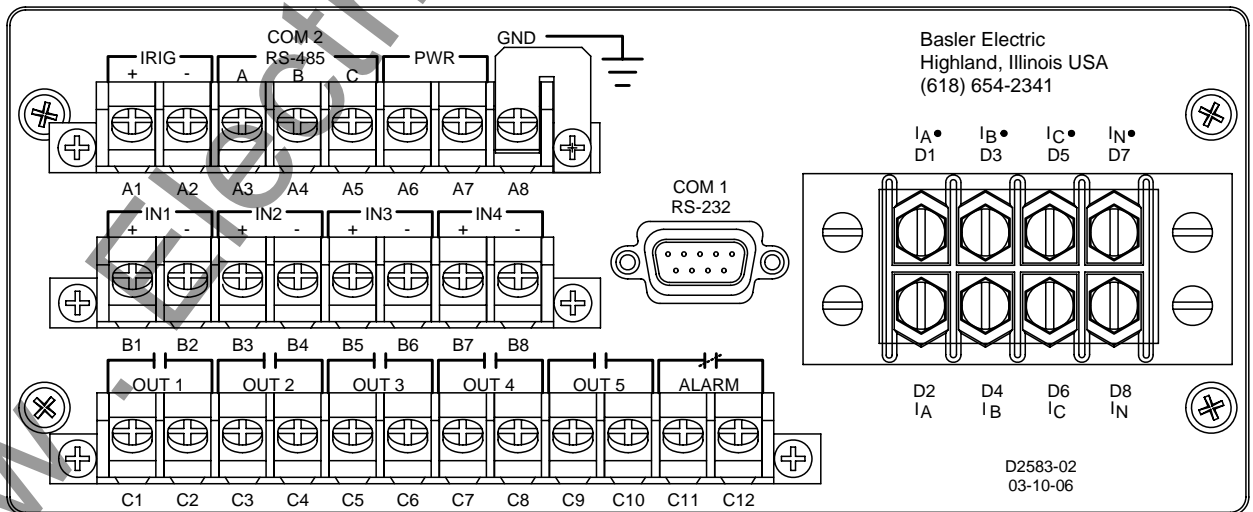 COM 2
GND
IRIG
RS-485
PWR
+ - A B C
A1 A2 A3 A4 A5 A6 A7 A8
IN1 IN2 IN3 IN4
+ - + - + - + -
B1 B2 B3 B4 B5 B6 B7 B8
OUT 1 OUT 2 OUT 3 OUT 4 OUT 5 ALARM
C1 C2 C3 C4 C5 C6 C7 C8 C9 C10 C11 C12
COM 1
RS-232
Basler Electric
Highland, Illinois USA
(618) 654-2341
IA• IB• IC• IN•
D1 D3 D5 D7
D2 D4 D6 D8
IA IB IC IN
D2583-02
03-10-06
w. Electri